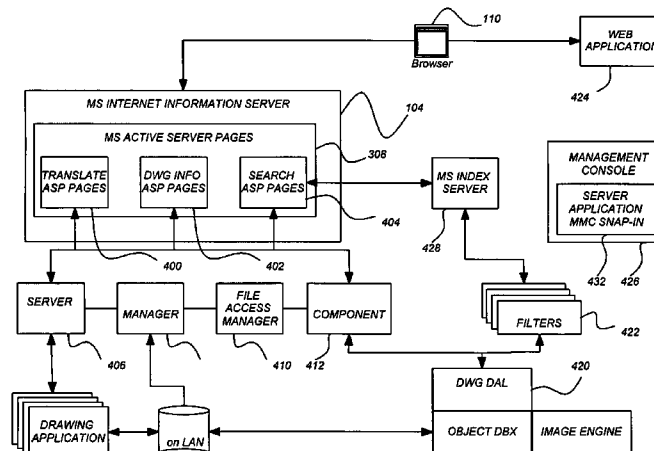 110
Browser
WEB
APPLICATION
424
MS INTERNET INFORMATION SERVER
104
MS ACTIVE SERVER PAGES
308
TRANSLATE
ASP PAGES
DWG INFO
ASP PAGES
SEARCH
ASP PAGES
404
400
402
MS INDEX
SERVER
428
MANAGEMENT
CONSOLE
SERVER
APPLICATION
MMC SNAP-IN
432
426
SERVER
406
MANAGER
FILE
ACCESS
MANAGER
410
COMPONENT
412
FILTERS
422
DWG DAL
420
DRAWING
APPLICATION
on LAN
OBJECT DBX
IMAGE ENGINE